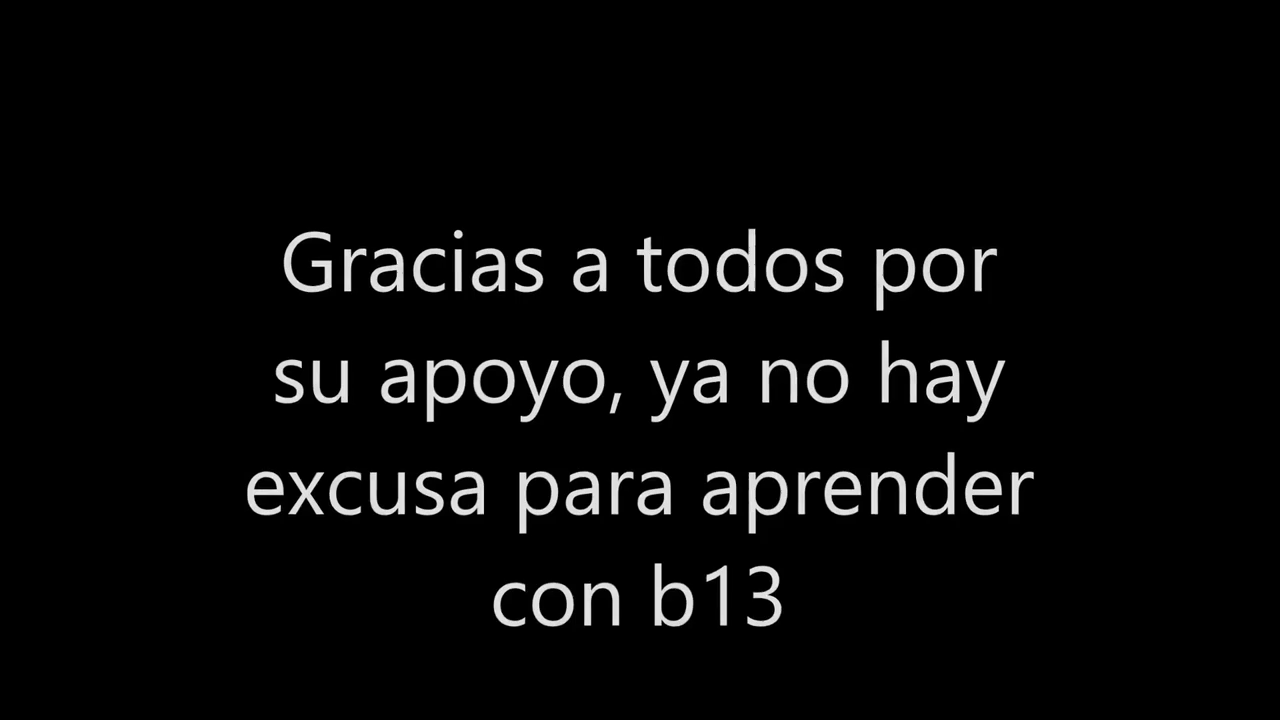 Gracias a todos por
su apoyo, ya no hay
excusa para aprender
con b13